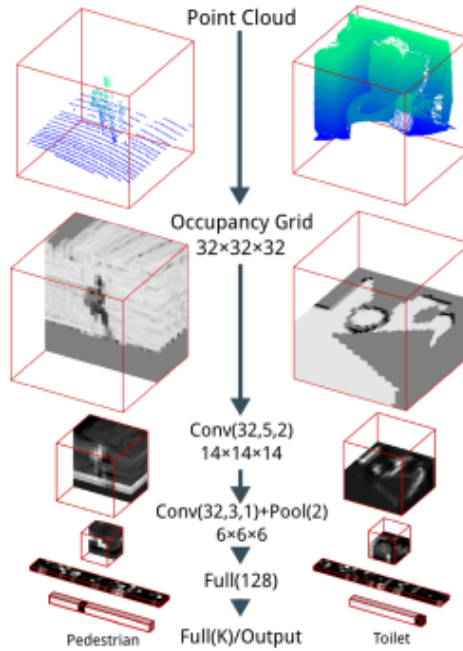 Point Cloud
Occupancy Grid
32×32×32
Conv(32,5,2)
14×14×14
Conv(32,3,1)+Pool(2)
6×6×6
Full(128)
Pedestrian
Full(K)/Output
Toilet